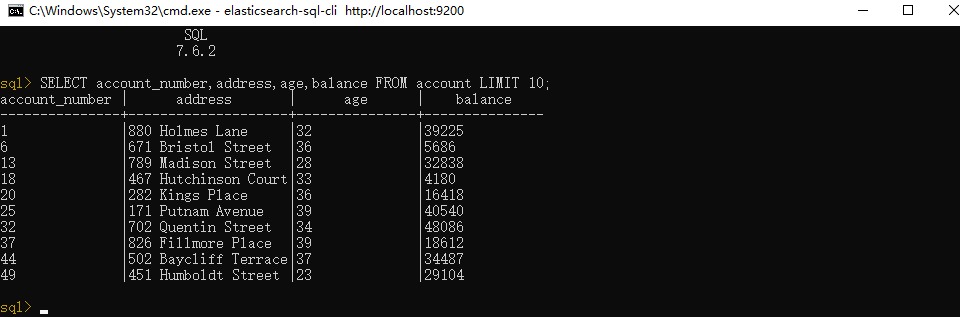 C:\Windows\System32\cmd.exe - elasticsearch-sql-cli  http://localhost:9200
SQL
7.6.2
sql> SELECT account_number,address,age,balance FROM account LIMIT 10;
account_number |      address      |      age      |    balance
---------------+-------------------+---------------+---------------
1              |880 Holmes Lane    |32             |39225
6              |671 Bristol Street |36             |5686
13             |789 Madison Street |28             |32838
18             |467 Hutchinson Court|33             |4180
20             |282 Kings Place    |36             |16418
25             |171 Putnam Avenue  |39             |40540
32             |702 Quentin Street |34             |48086
37             |826 Fillmore Place |39             |18612
44             |502 Baycliff Terrace|37             |34487
49             |451 Humboldt Street |23             |29104
sql>